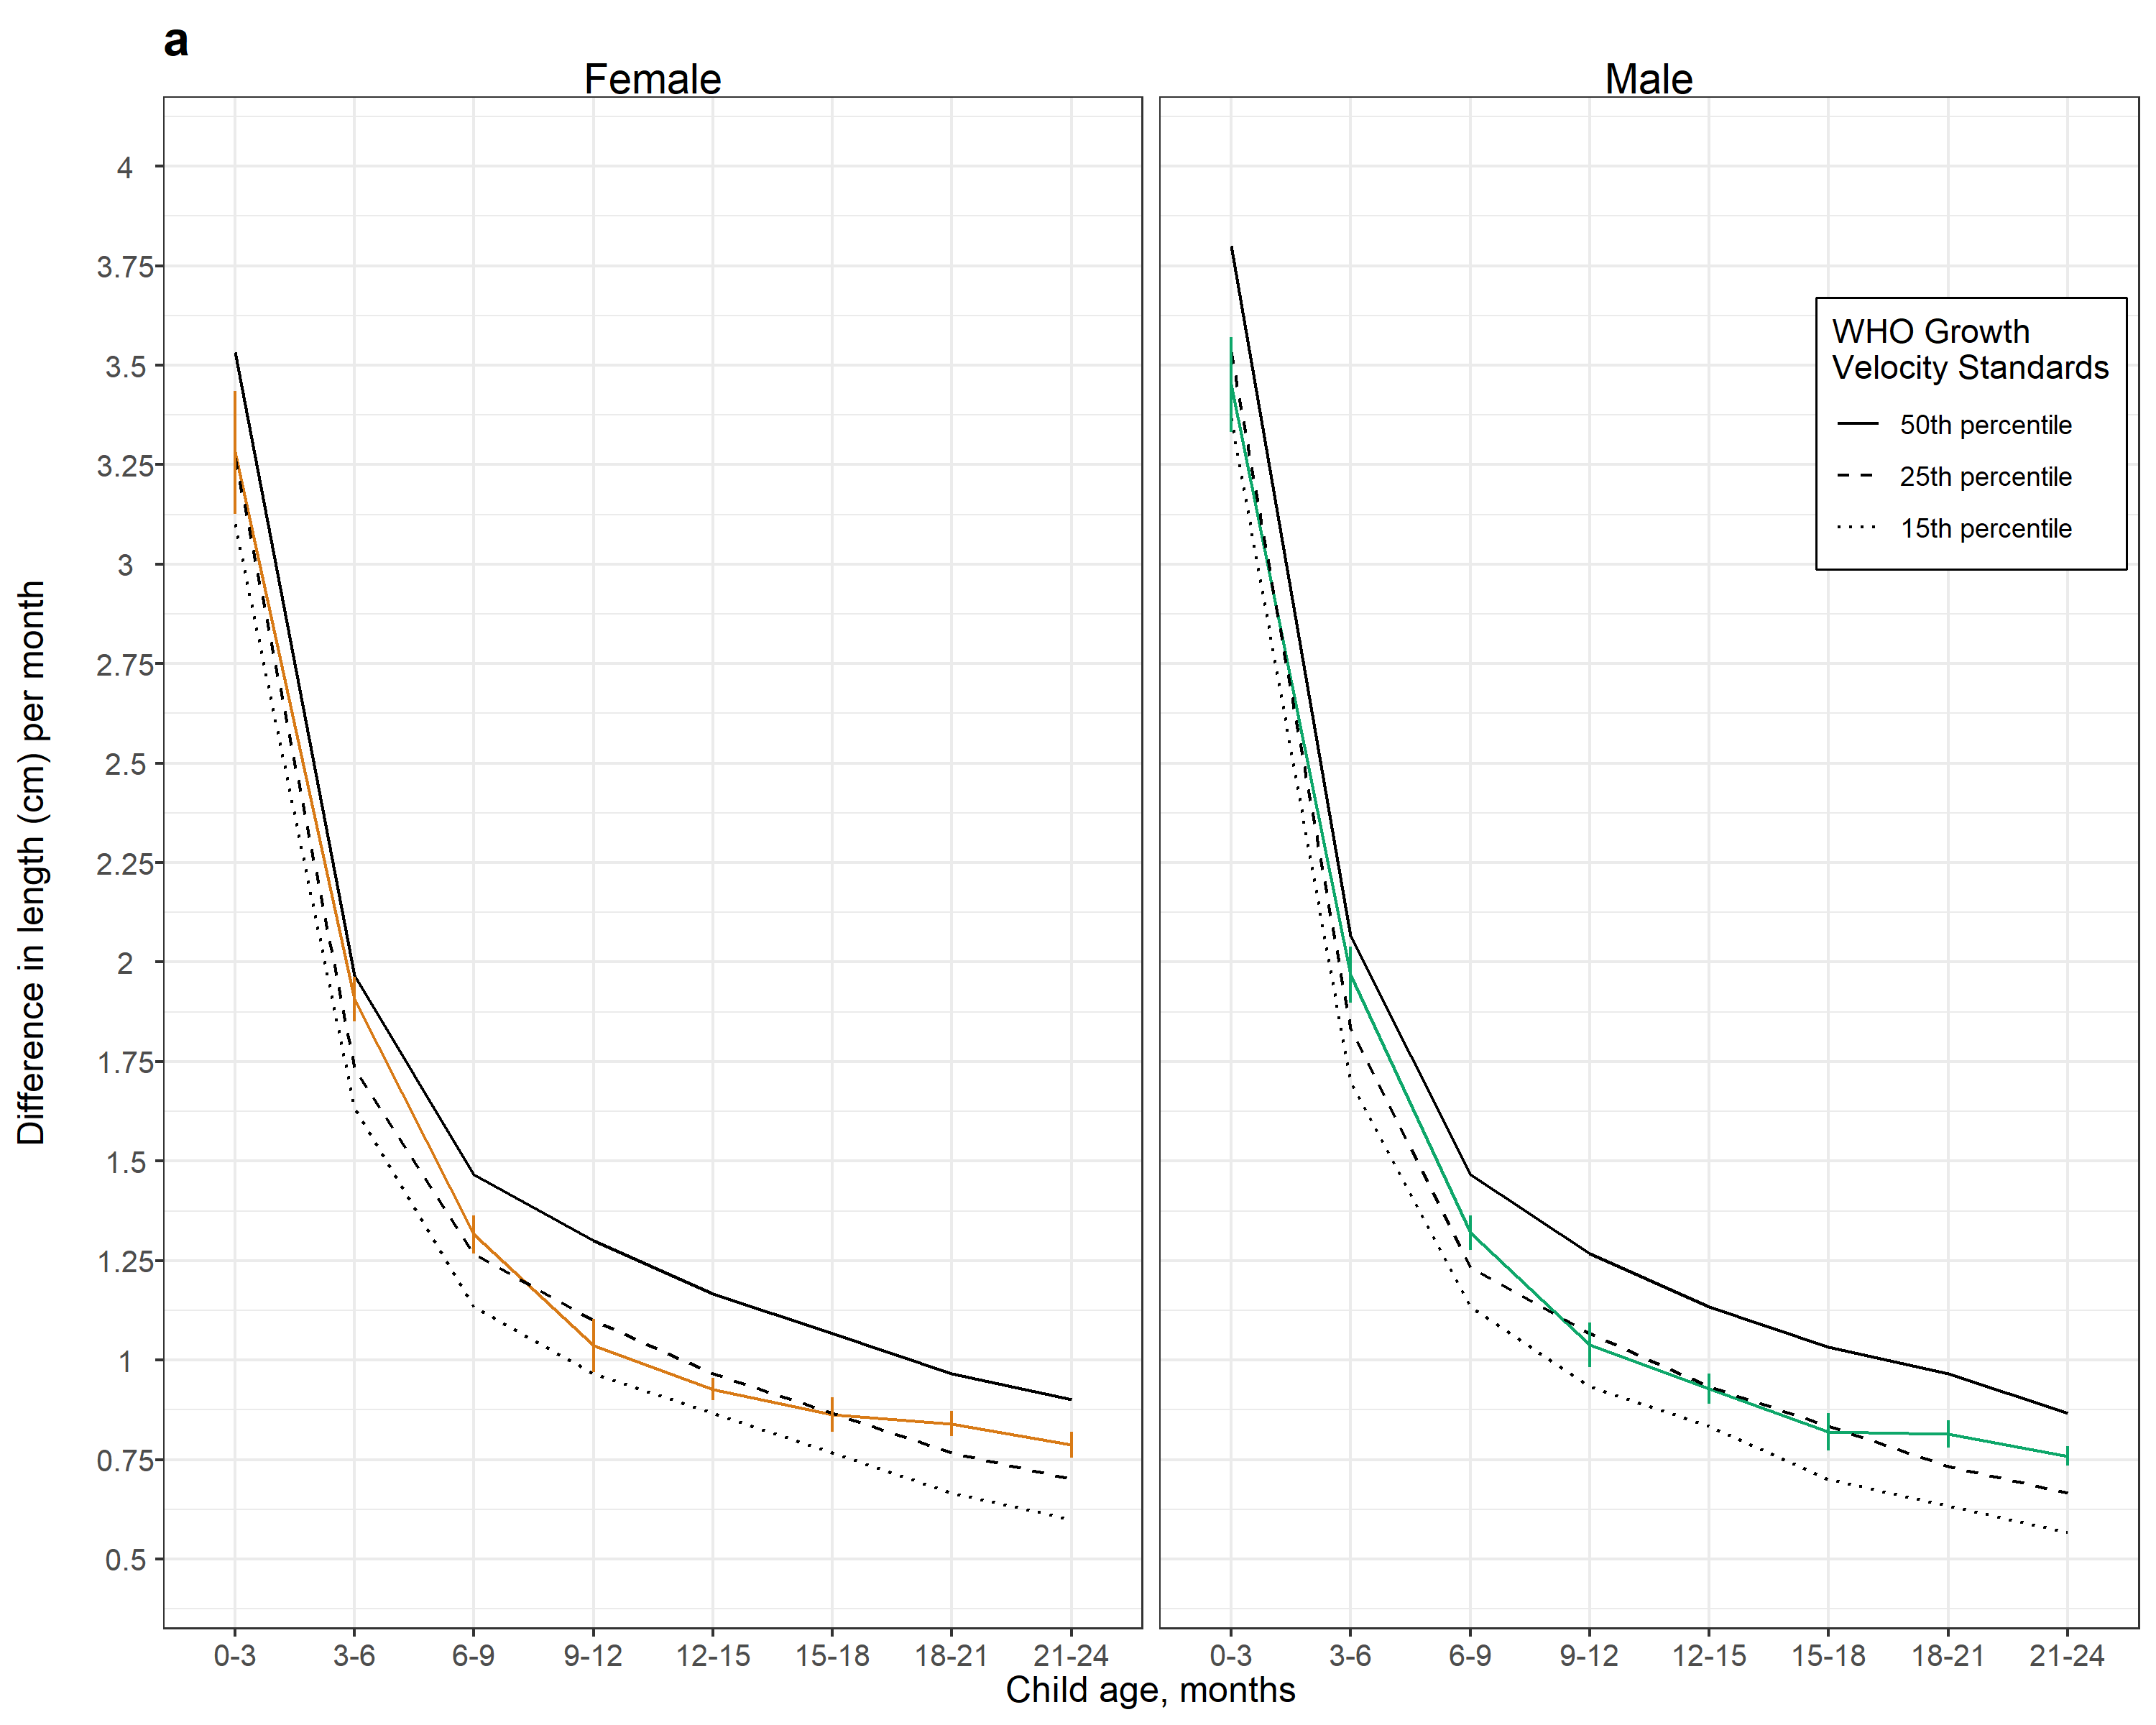 a
Female
Male
4
3.75
3.5
3.25
3
2.75
2.5
2.25
2
1.75
1.5
1.25
1
0.75
0.5
Difference in length (cm) per month
WHO Growth
Velocity Standards
50th percentile
25th percentile
15th percentile
0-3 3-6 6-9 9-12 12-15 15-18 18-21 21-24
0-3 3-6 6-9 9-12 12-15 15-18 18-21 21-24
Child age, months